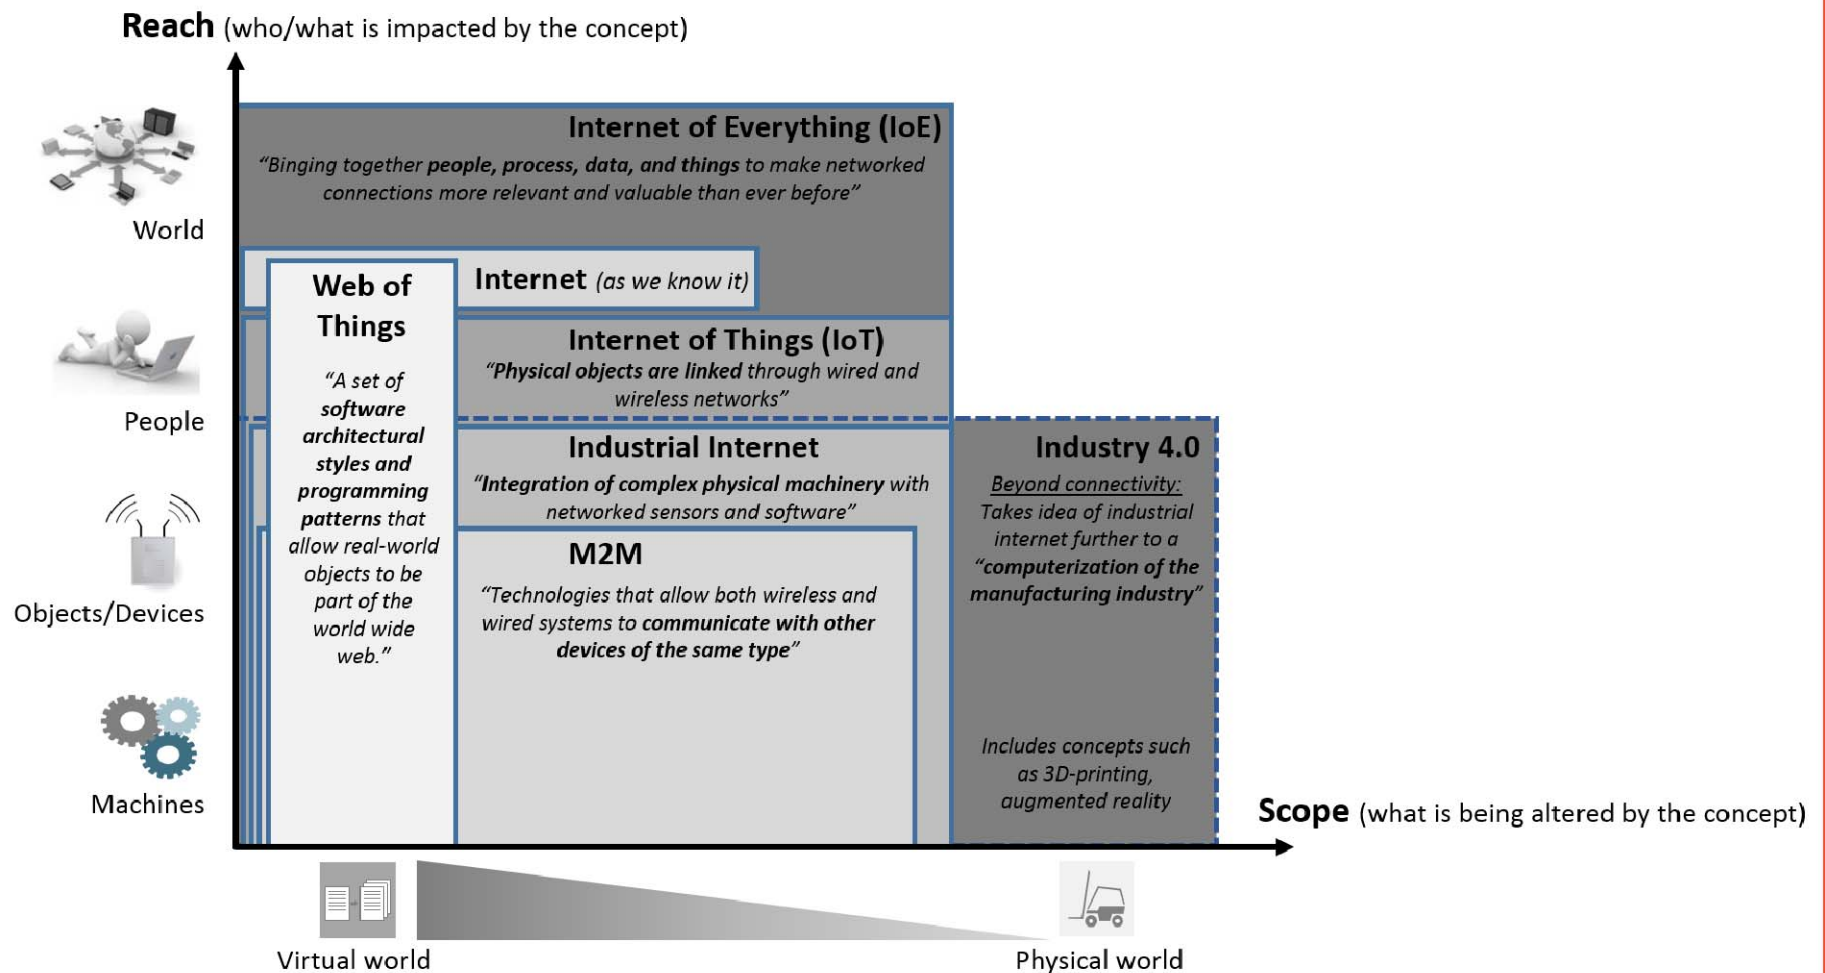 Reach (who/what is impacted by the concept)
World
People
Objects/Devices
Machines
Internet of Everything (IoE)
“Binging together people, process, data, and things to make networked
connections more relevant and valuable than ever before”
Internet (as we know it)
Web of
Things
“A set of
software
architectural
styles and
programming
patterns that
allow real-world
objects to be
part of the
world wide
web.”
Internet of Things (IoT)
“Physical objects are linked through wired and
wireless networks”
Industrial Internet
“Integration of complex physical machinery with
networked sensors and software”
M2M
“Technologies that allow both wireless and
wired systems to communicate with other
devices of the same type”
Industry 4.0
Beyond connectivity:
Takes idea of industrial
internet further to a
“computerization of the
manufacturing industry”
Includes concepts such
as 3D-printing,
augmented reality
Scope (what is being altered by the concept)
Virtual world
Physical world